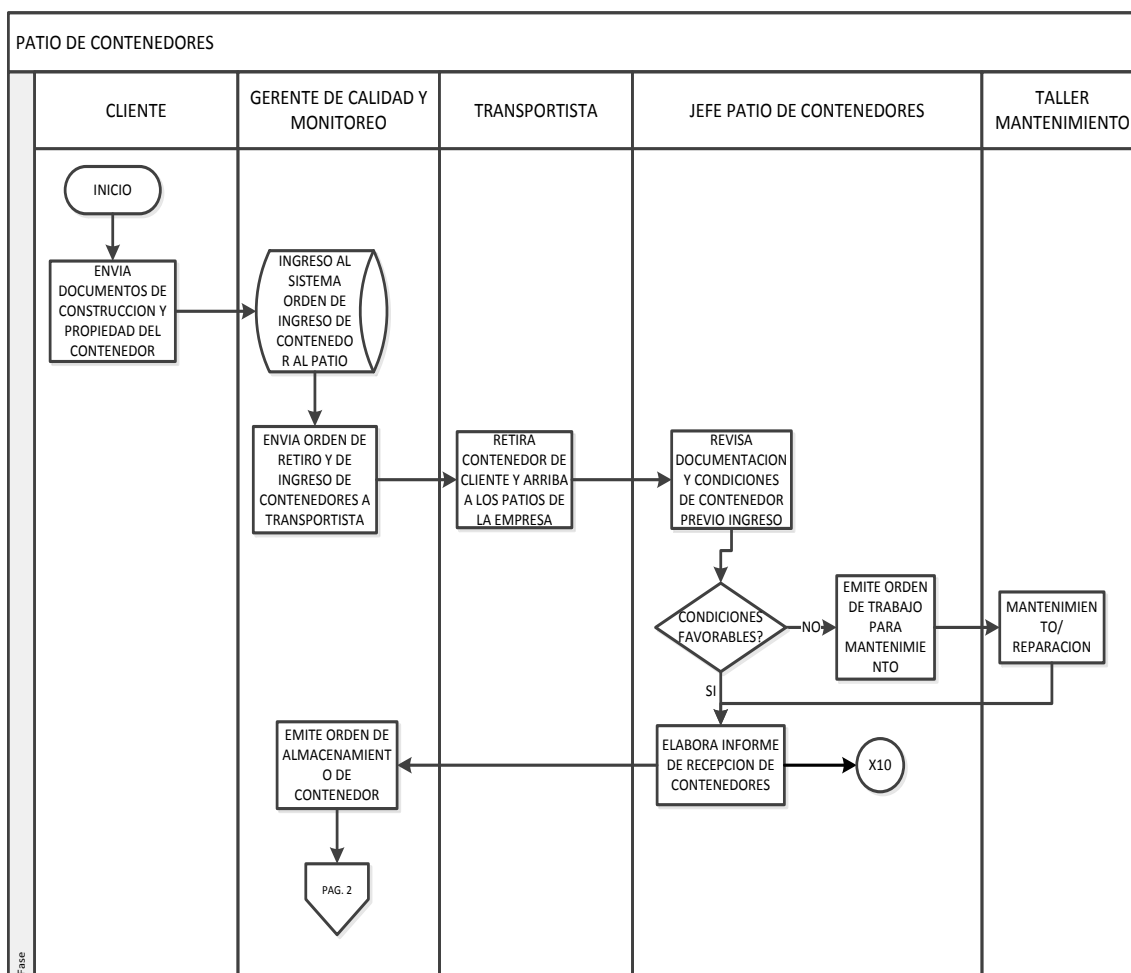 PATIO DE CONTENEDORES
CLIENTE
GERENTE DE CALIDAD Y
MONITOREO
TRANSPORTISTA
JEFE PATIO DE CONTENEDORES
TALLER
MANTENIMIENTO
INICIO
ENVIA
DOCUMENTOS DE
CONSTRUCCION Y
PROPIEDAD DEL
CONTENEDOR
INGRESO AL
SISTEMA
ORDEN DE
INGRESO DE
CONTENEDO
R AL PATIO
ENVIA ORDEN DE
RETIRO Y DE
INGRESO DE
CONTENEDORES A
TRANSPORTISTA
RETIRA
CONTENEDOR DE
CLIENTE Y ARRIBA
A LOS PATIOS DE
LA EMPRESA
REVISA
DOCUMENTACION
Y CONDICIONES
DE CONTENEDOR
PREVIO INGRESO
CONDICIONES
FAVORABLES?
NO
EMITE ORDEN
DE TRABAJO
PARA
MANTENIMIE
NTO
MANTENIMIEN
TO/
REPARACION
SI
EMITE ORDEN DE
ALMACENAMIENT
O DE
CONTENEDOR
ELABORA INFORME
DE RECEPCION DE
CONTENEDORES
X10
PAG. 2
Fase